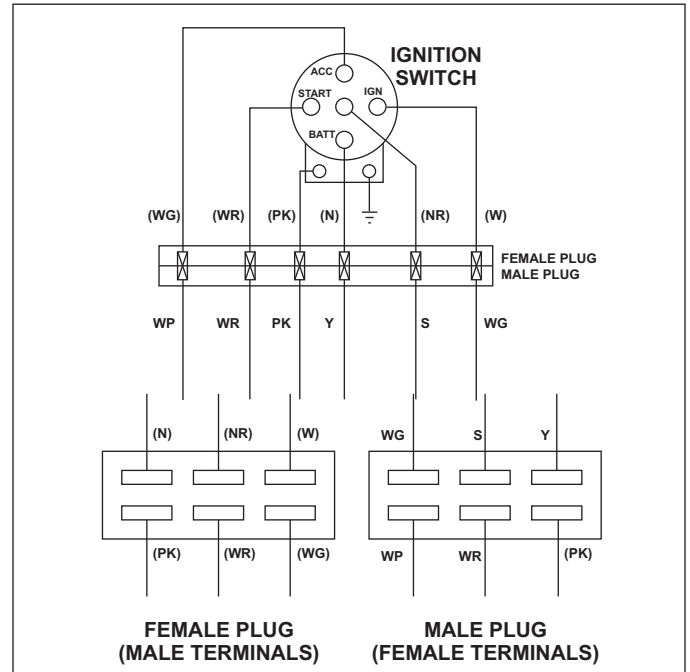 IGNITION
SWITCH
ACC
START
IGN
BATT
(WG) (WR) (PK) (N) (NR) (W)
FEMALE PLUG
MALE PLUG
WP WR PK Y S WG
(N) (NR) (W) WG S Y
(PK) (WR) (WG) WP WR (PK)
FEMALE PLUG
(MALE TERMINALS)
MALE PLUG
(FEMALE TERMINALS)